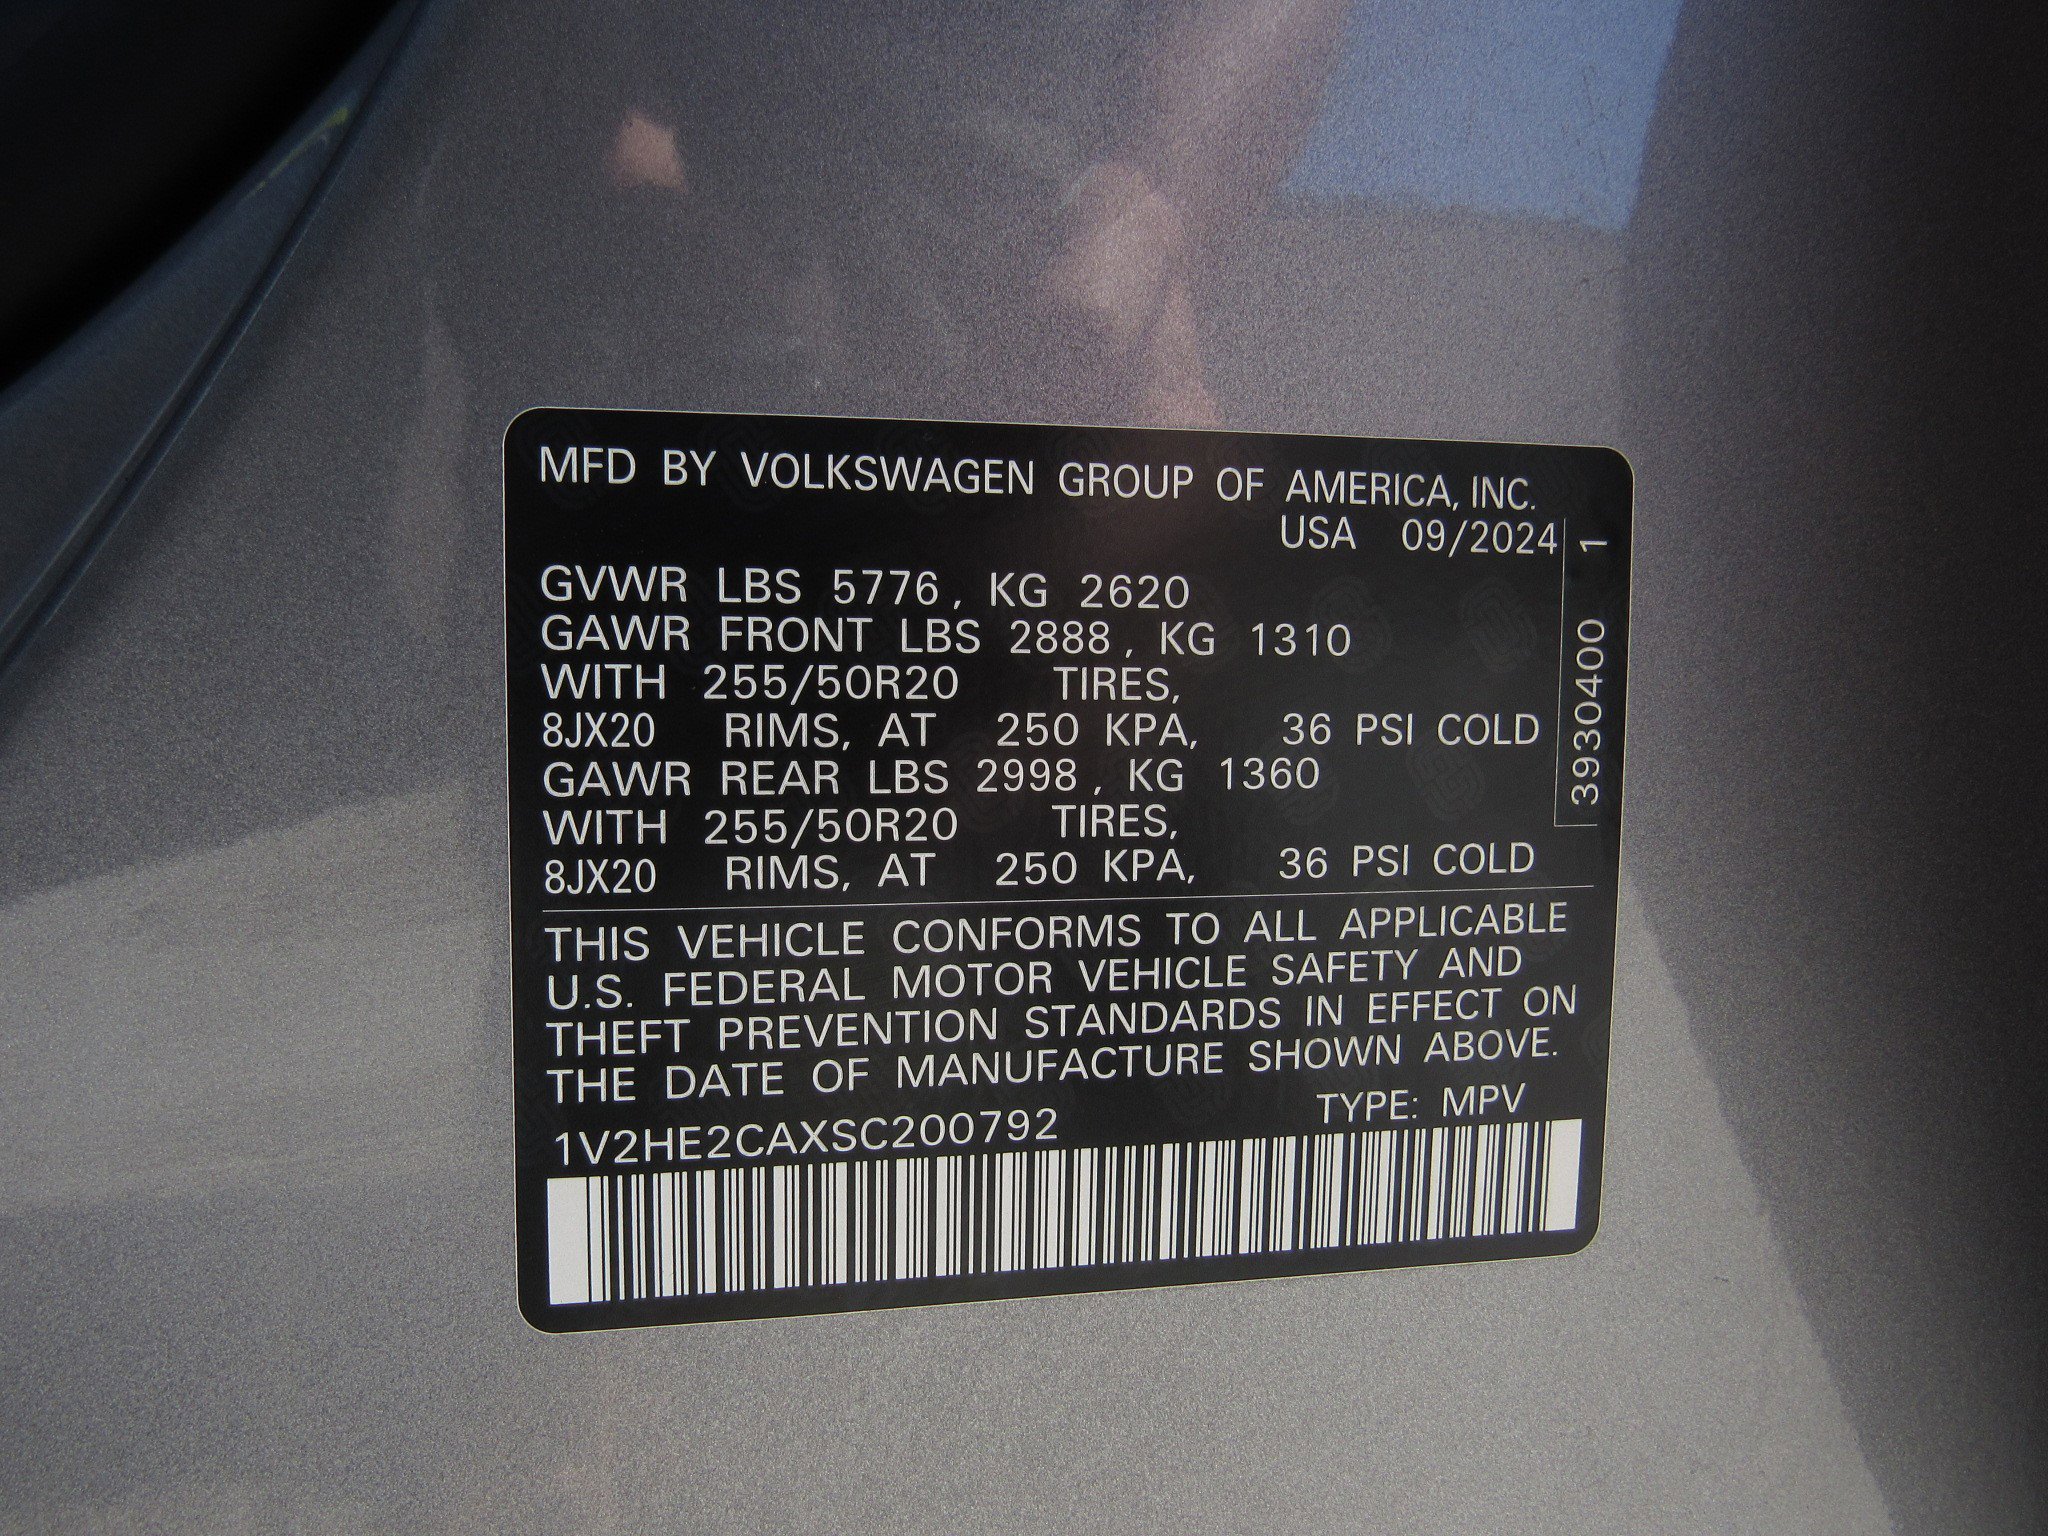 MFD BY VOLKSWAGEN GROUP OF AMERICA, INC.
USA 09/2024
GVWR LBS 5776, KG 2620
GAWR FRONT LBS 2888, KG 1310
WITH 255/50R20 TIRES,
8JX20 RIMS, AT 250 KPA, 36 PSI COLD
GAWR REAR LBS 2998, KG 1360
WITH 255/50R20 TIRES,
8JX20 RIMS, AT 250 KPA, 36 PSI COLD
THIS VEHICLE CONFORMS TO ALL APPLICABLE
U.S. FEDERAL MOTOR VEHICLE SAFETY AND
THEFT PREVENTION STANDARDS IN EFFECT ON
THE DATE OF MANUFACTURE SHOWN ABOVE.
1V2HE2CAXSC200792 TYPE: MPV
3930400 1